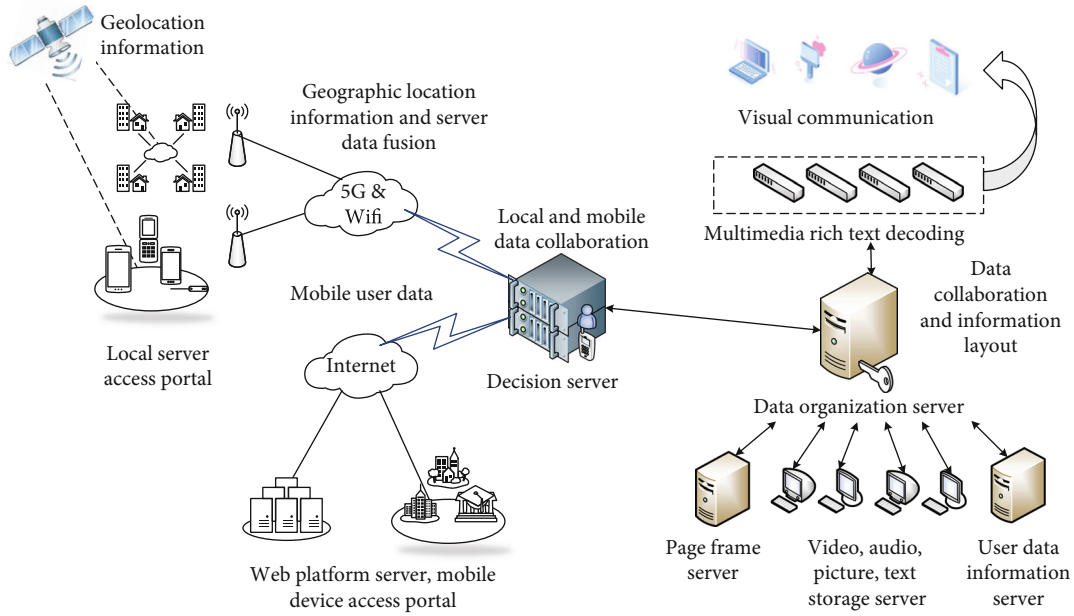 Geolocation
information
Geographic location
information and server
data fusion
5G &
Wifi
Local server
access portal
Mobile user data
Internet
Web platform server, mobile
device access portal
Local and mobile
data collaboration
Decision server
Visual communication
Multimedia rich text decoding
Data
collaboration
and information
layout
Data organization server
Page frame
server
Video, audio,
picture, text
storage server
User data
information
server